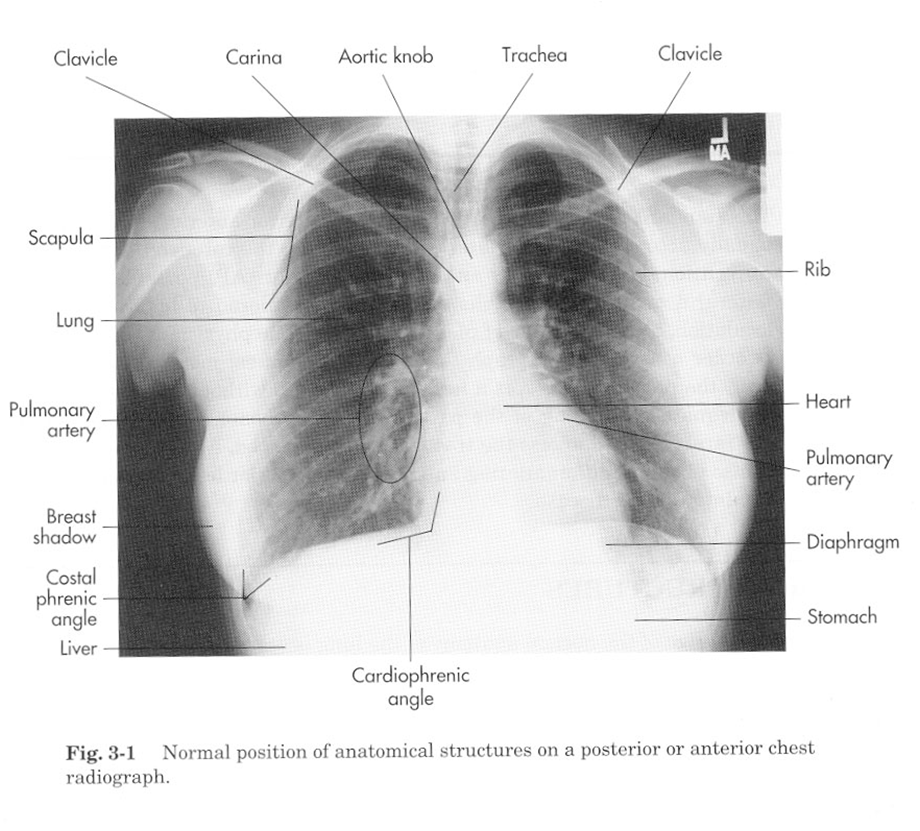 Clavicle
Carina
Aortic knob
Trachea
Clavicle
L
MA
Scapula
Rib
Lung
Pulmonary
artery
Heart
Pulmonary
artery
Breast
shadow
Diaphragm
Costal
phrenic
angle
Stomach
Liver
Cardiophrenic
angle
Fig. 3-1 Normal position of anatomical structures on a posterior or anterior chest
radiograph.